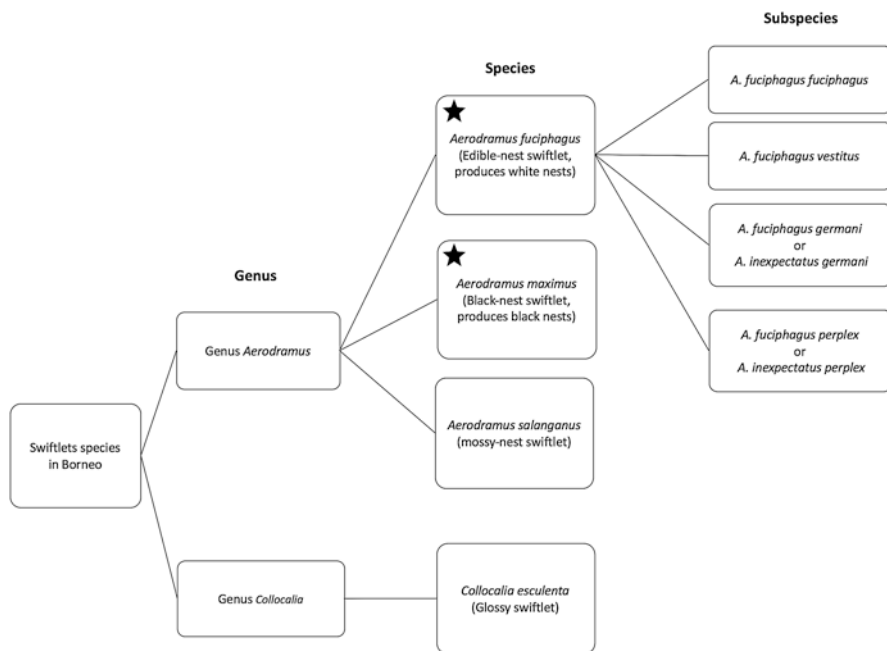 Subspecies
A. fuciphagus fuciphagus
Species
Aerodramus fuciphagus
(Edible-nest swiftlet,
produces white nests)
A. fuciphagus vestitus
A. fuciphagus germani
or
A. inexpectatus germani
Genus
Aerodramus maximus
(Black-nest swiftlet,
produces black nests)
A. fuciphagus perplex
or
A. inexpectatus perplex
Genus Aerodramus
Aerodramus salanganus
(mossy-nest swiftlet)
Swiftlets species
in Borneo
Genus Collocalia
Collocalia esculenta
(Glossy swiftlet)